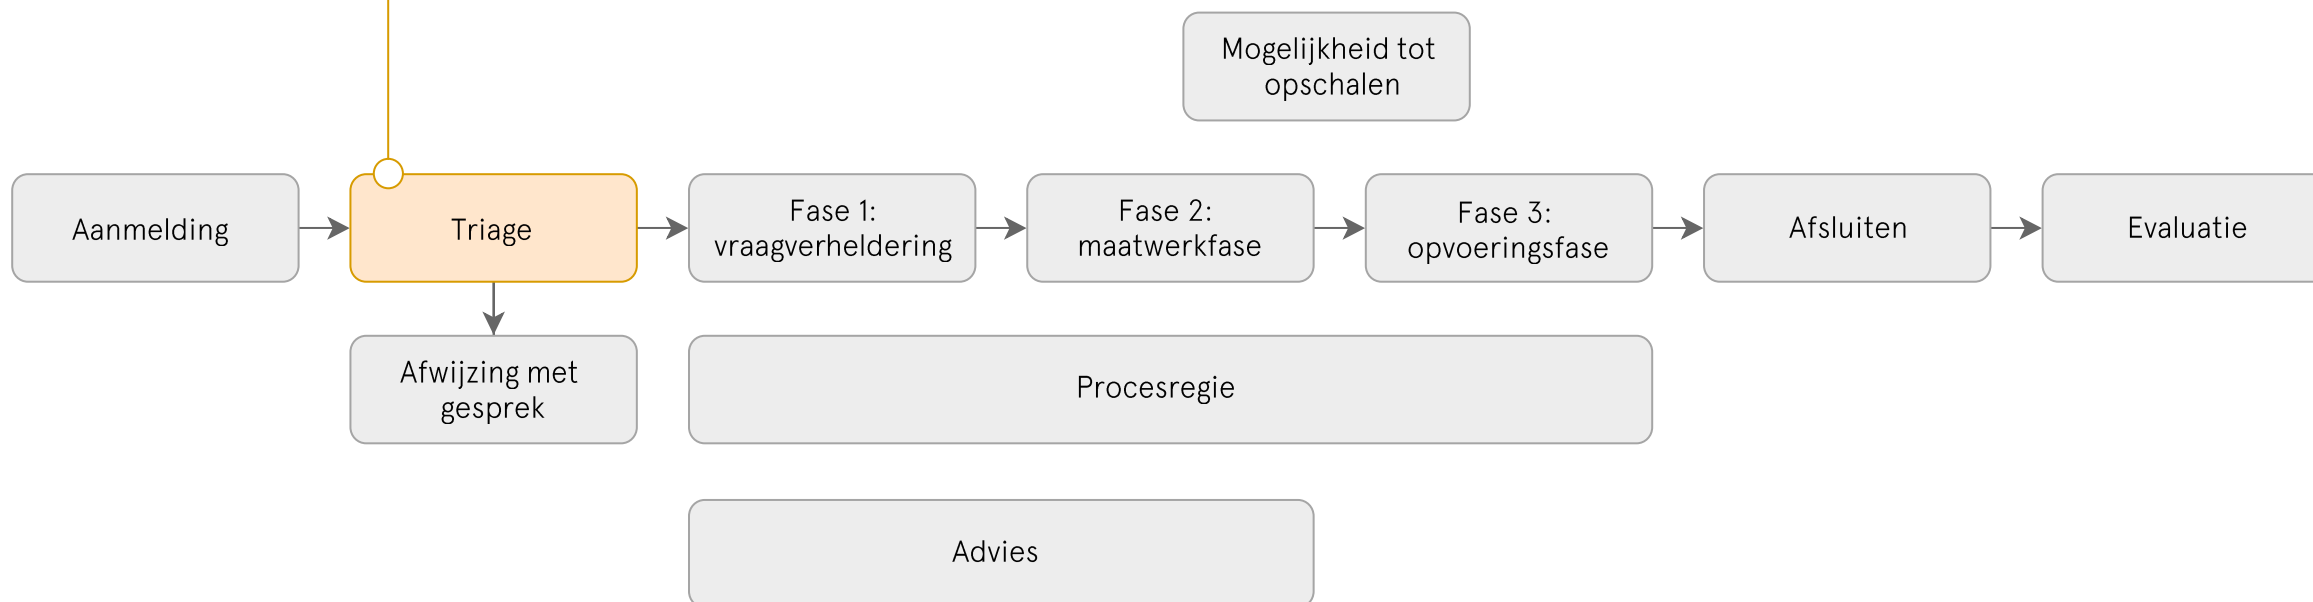 Mogelijkheid tot
opschalen
Aanmelding
Triage
Fase 1:
vraagverheldering
Fase 2:
maatwerkfase
Fase 3:
opvoeringsfase
Afsluiten
Evaluatie
Afwijzing met
gesprek
Procesregie
Advies